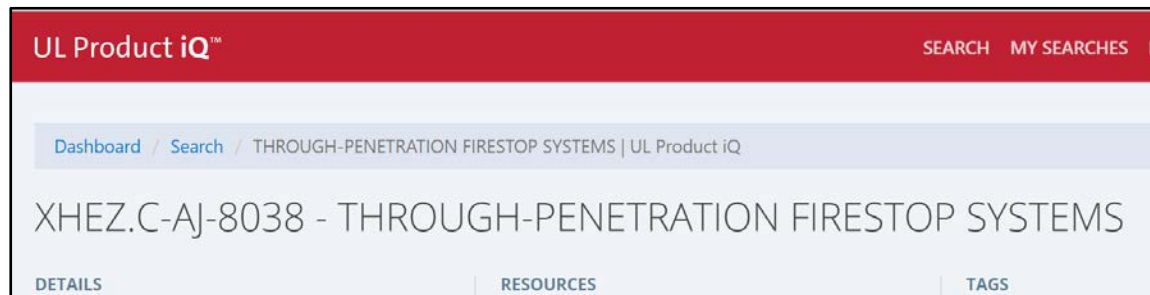 UL Product iQ™
SEARCH MY SEARCHES
Dashboard / Search / THROUGH-PENETRATION FIRESTOP SYSTEMS | UL Product iQ
XHEZ.C-AJ-8038 - THROUGH-PENETRATION FIRESTOP SYSTEMS
DETAILS
RESOURCES
TAGS